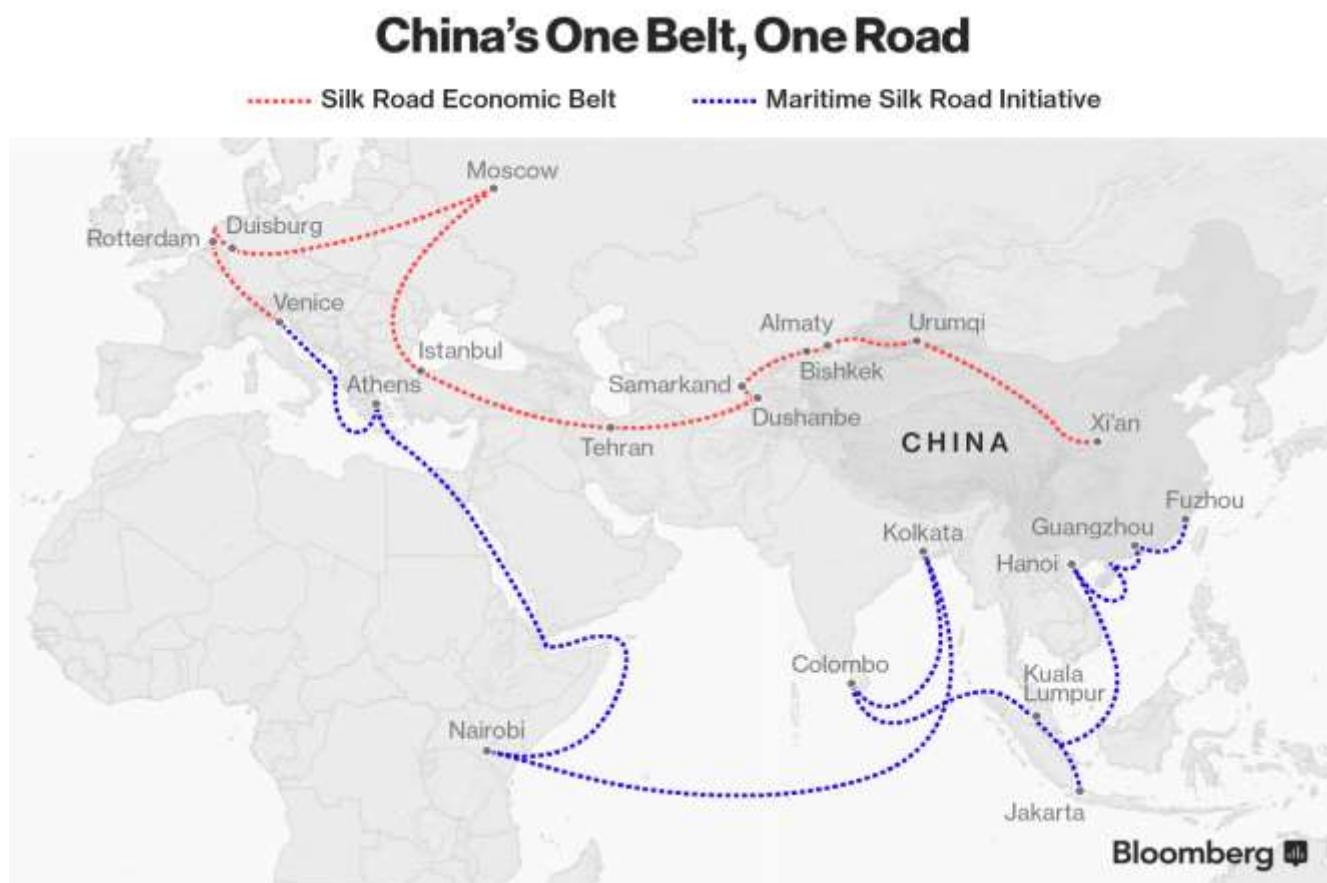 China's One Belt, One Road
Silk Road Economic Belt
Maritime Silk Road Initiative
Moscow
Duisburg
Rotterdam
Venice
Almaty
Urumqi
Istanbul
Bishkek
Athens
Samarkand
Dushanbe
Xi'an
CHINA
Tehran
Fuzhou
Guangzhou
Kolkata
Hanoi
Colombo
Kuala
Lumpur
Nairobi
Jakarta
Bloomberg